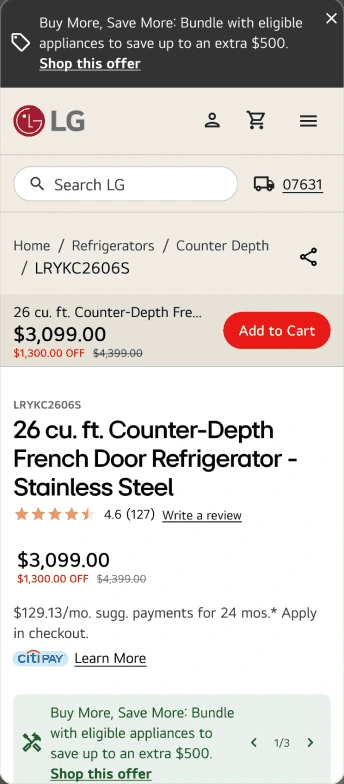 Buy More, Save More: Bundle with eligible
appliances to save up to an extra $500.
Shop this offer
LG
Search LG
07631
Home / Refrigerators / Counter Depth
/ LRYKC2606S
26 cu. ft. Counter-Depth Fre...
$3,099.00
$1,300.00 OFF $4,399.00
Add to Cart
LRYKC2606S
26 cu. ft. Counter-Depth
French Door Refrigerator -
Stainless Steel
4.6 (127) Write a review
$3,099.00
$1,300.00 OFF $4,399.00
$129.13/mo. sugg. payments for 24 mos.* Apply
in checkout.
citi PAY Learn More
Buy More, Save More: Bundle
with eligible appliances to
save up to an extra $500.
Shop this offer
1/3